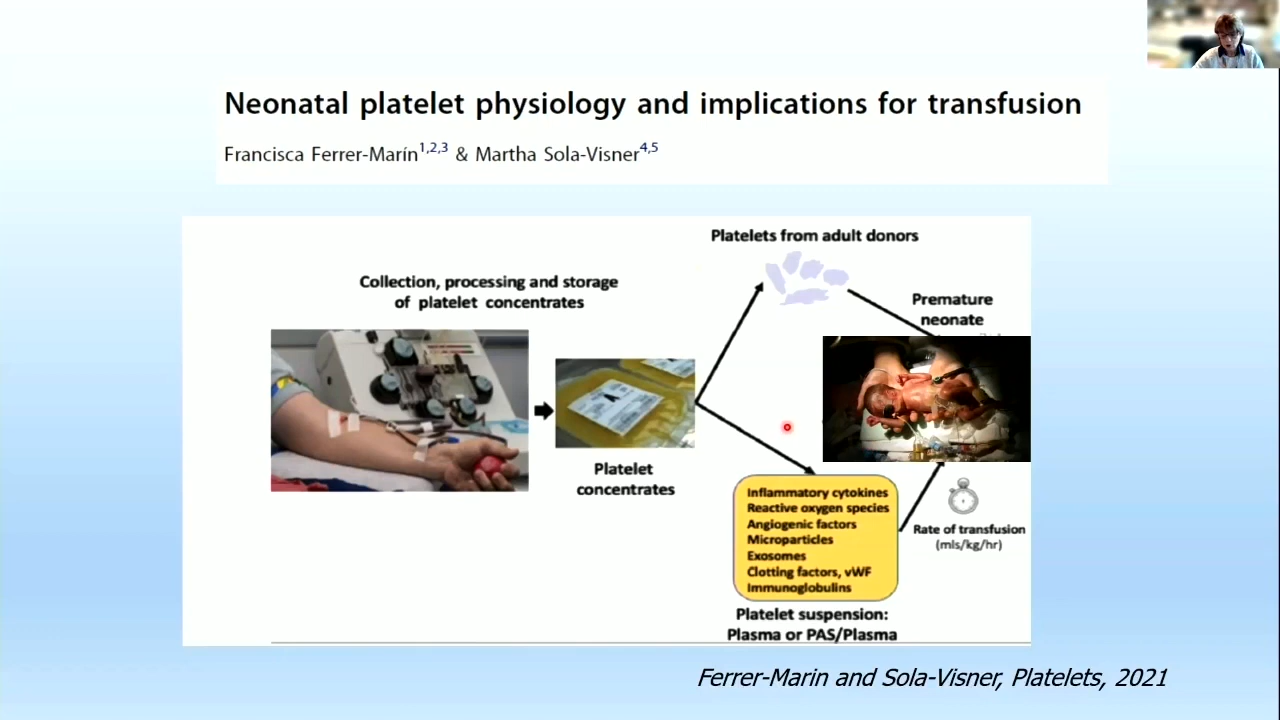 Neonatal platelet physiology and implications for transfusion
Francisca Ferrer-Marín1,2,3 & Martha Sola-Visner4,5
Platelets from adult donors
Collection, processing and storage
of platelet concentrates
Premature
neonate
Platelet
concentrates
Inflammatory cytokines
Reactive oxygen species
Angiogenic factors
Microparticles
Exosomes
Clotting factors, vWF
Immunoglobulins
Rate of transfusion
(mls/kg/hr)
Platelet suspension:
Plasma or PAS/Plasma
Ferrer-Marin and Sola-Visner, Platelets, 2021